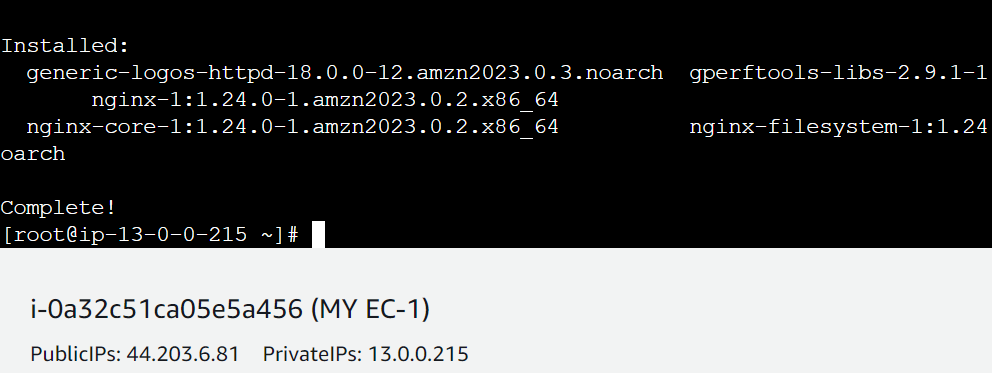 Installed:
generic-logos-httpd-18.0.0-12.amzn2023.0.3.noarch gperftools-libs-2.9.1-1
nginx-1:1.24.0-1.amzn2023.0.2.x86_64
nginx-core-1:1.24.0-1.amzn2023.0.2.x86_64 nginx-filesystem-1:1.24
oarch
Complete!
[root@ip-13-0-0-215 ~]#
i-0a32c51ca05e5a456 (MY EC-1)
PublicIPs: 44.203.6.81 PrivateIPs: 13.0.0.215